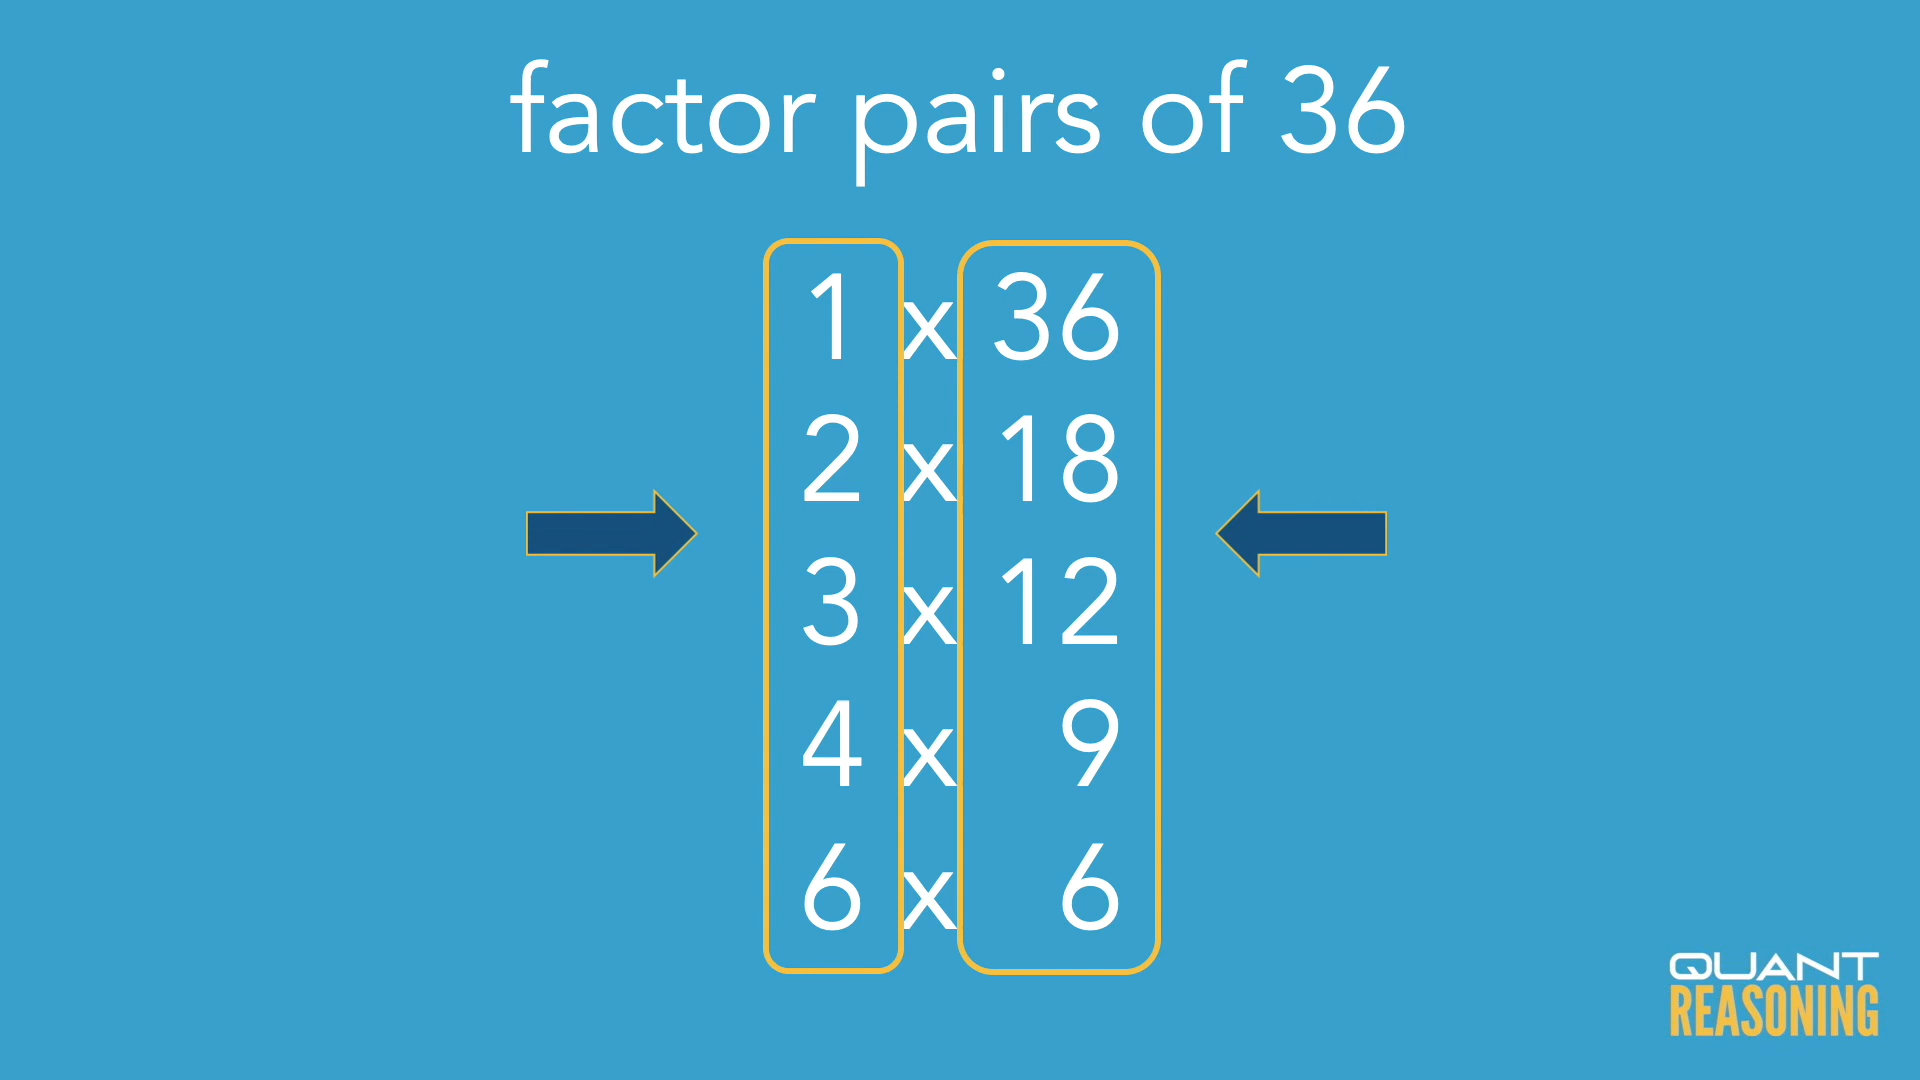 factor pairs of 36
1 x 36
2 x 18
3 x 12
4 x 9
6 x 6
QUANT
REASONING